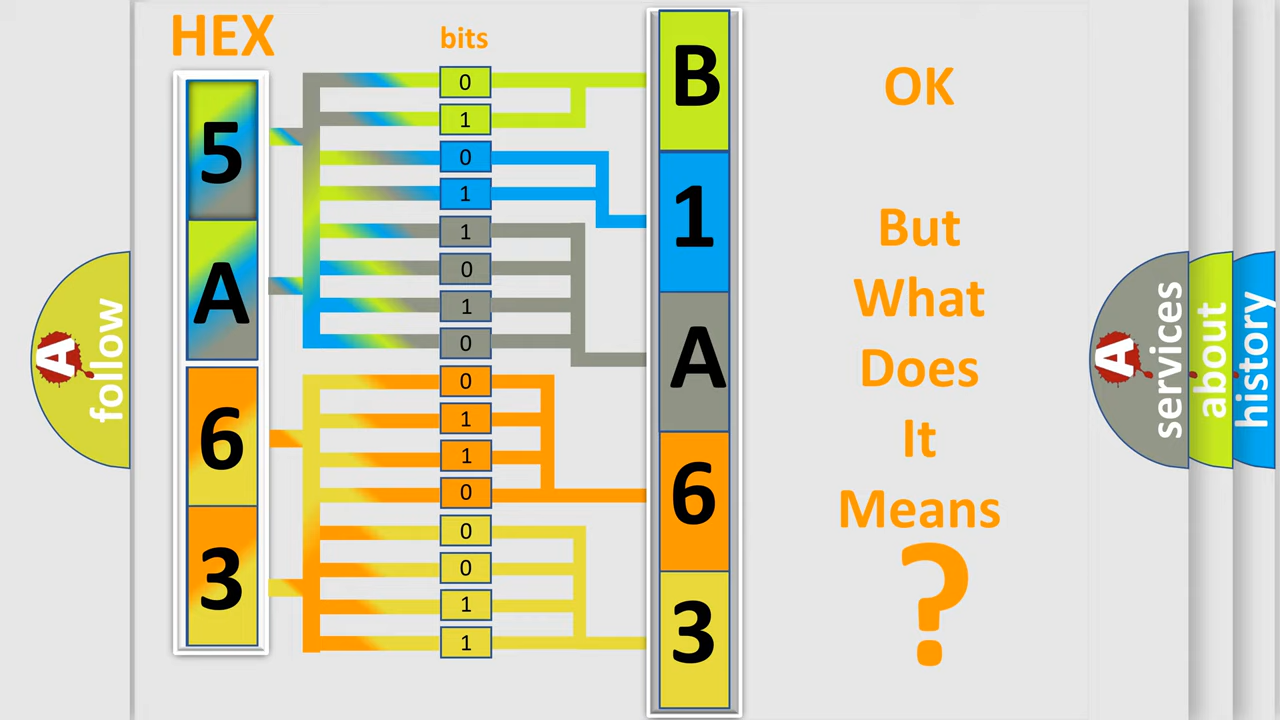 HEX
bits
5
A
6
3
0
1
0
1
1
0
1
0
0
1
1
0
0
0
1
1
B
1
A
6
3
OK
But
What
Does
It
Means
?
A
follow
A
services
about
history